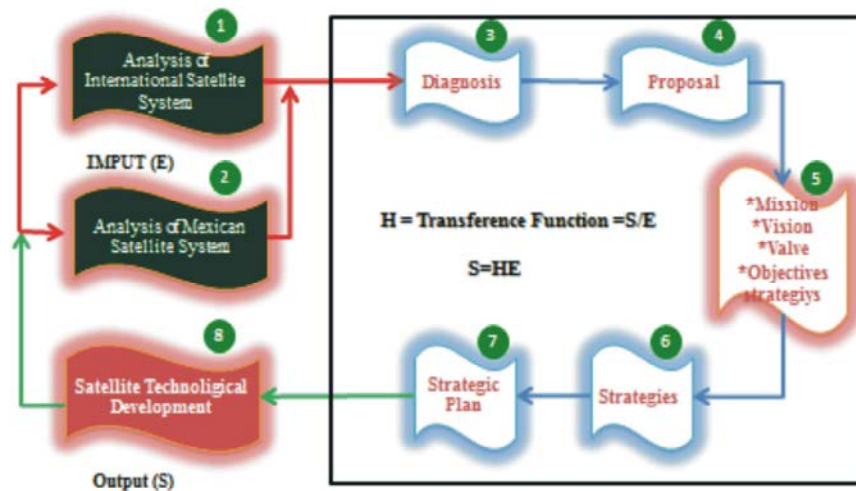 1
Analysis of
International Satellite
System
IMPUT (E)
2
Analysis of Mexican
Satellite System
3
Diagnosis
4
Proposal
5
*Mission
*Vision
*Valve
*Objectives
strategiys
H = Transference Function =S/E
S=HE
6
Strategies
7
Strategic
Plan
8
Satellite Technoligical
Development
Output (S)